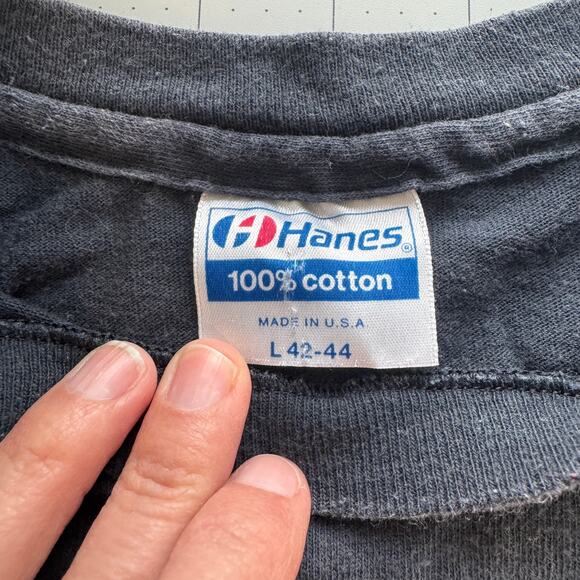 Hanes®
100% cotton
MADE IN U.S.A
L 42-44